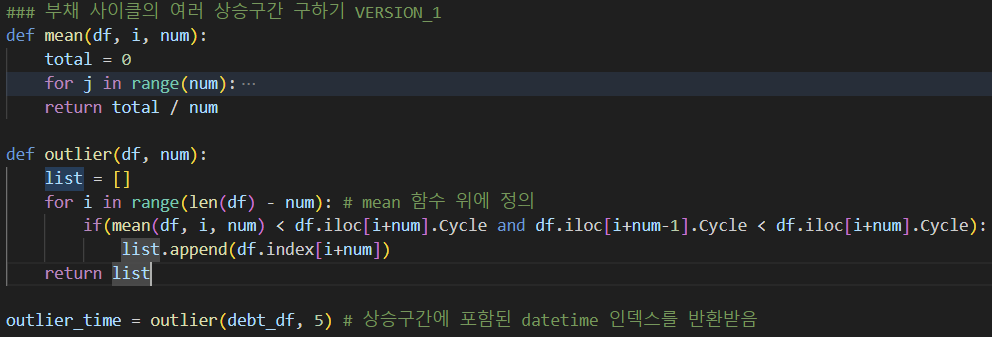 ### 부채 사이클의 여러 상승구간 구하기 VERSION_1
def mean(df, i, num):
    total = 0
    for j in range(num): ···
    return total / num

def outlier(df, num):
    list = []
    for i in range(len(df) - num): # mean 함수 위에 정의
        if(mean(df, i, num) < df.iloc[i+num].Cycle and df.iloc[i+num-1].Cycle < df.iloc[i+num].Cycle):
            list.append(df.index[i+num])
    return list

outlier_time = outlier(debt_df, 5) # 상승구간에 포함된 datetime 인덱스를 반환받음